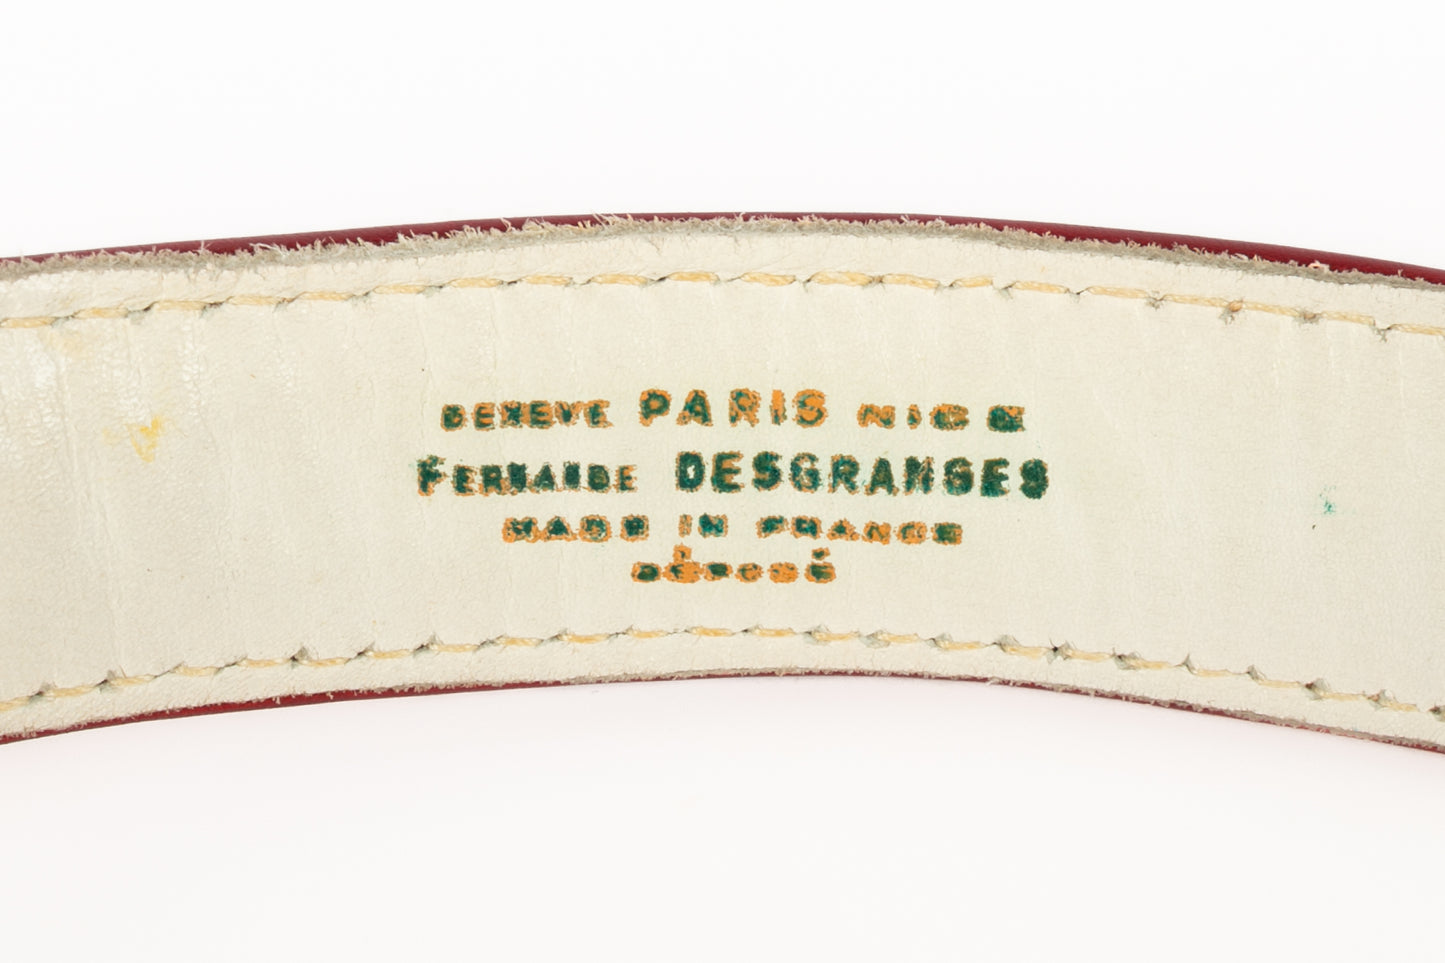 GENEVE PARIS NICE
FERNANDE DESGRANGES
MADE IN FRANCE
DÉPOSÉ